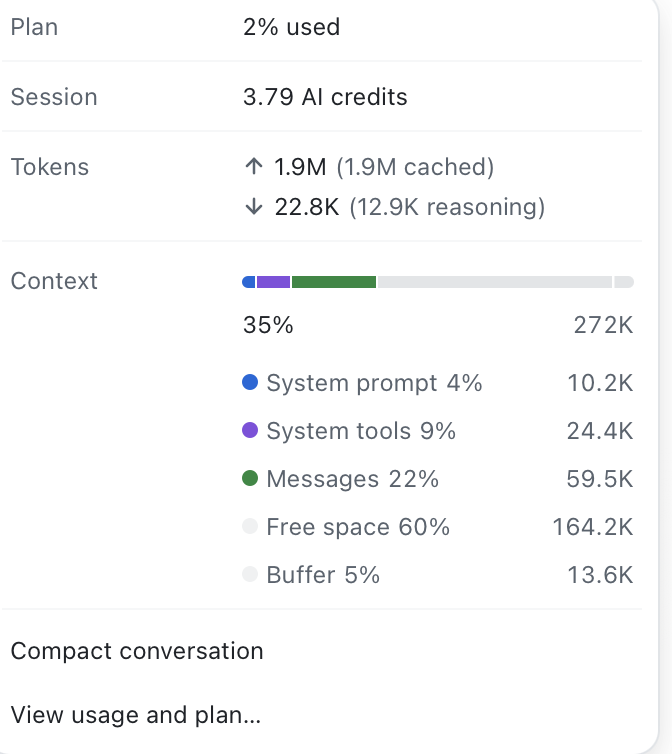 Plan 2% used
Session 3.79 AI credits
Tokens ↑ 1.9M (1.9M cached)
↓ 22.8K (12.9K reasoning)
Context
35% 272K
System prompt 4% 10.2K
System tools 9% 24.4K
Messages 22% 59.5K
Free space 60% 164.2K
Buffer 5% 13.6K
Compact conversation
View usage and plan...